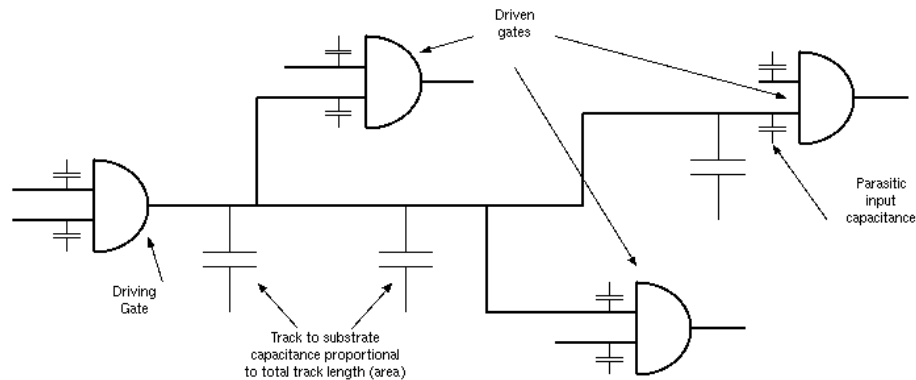 Driven
gates
Parasitic
input
capacitance
Driving
Gate
Track to substrate
capacitance proportional
to total track length (area)